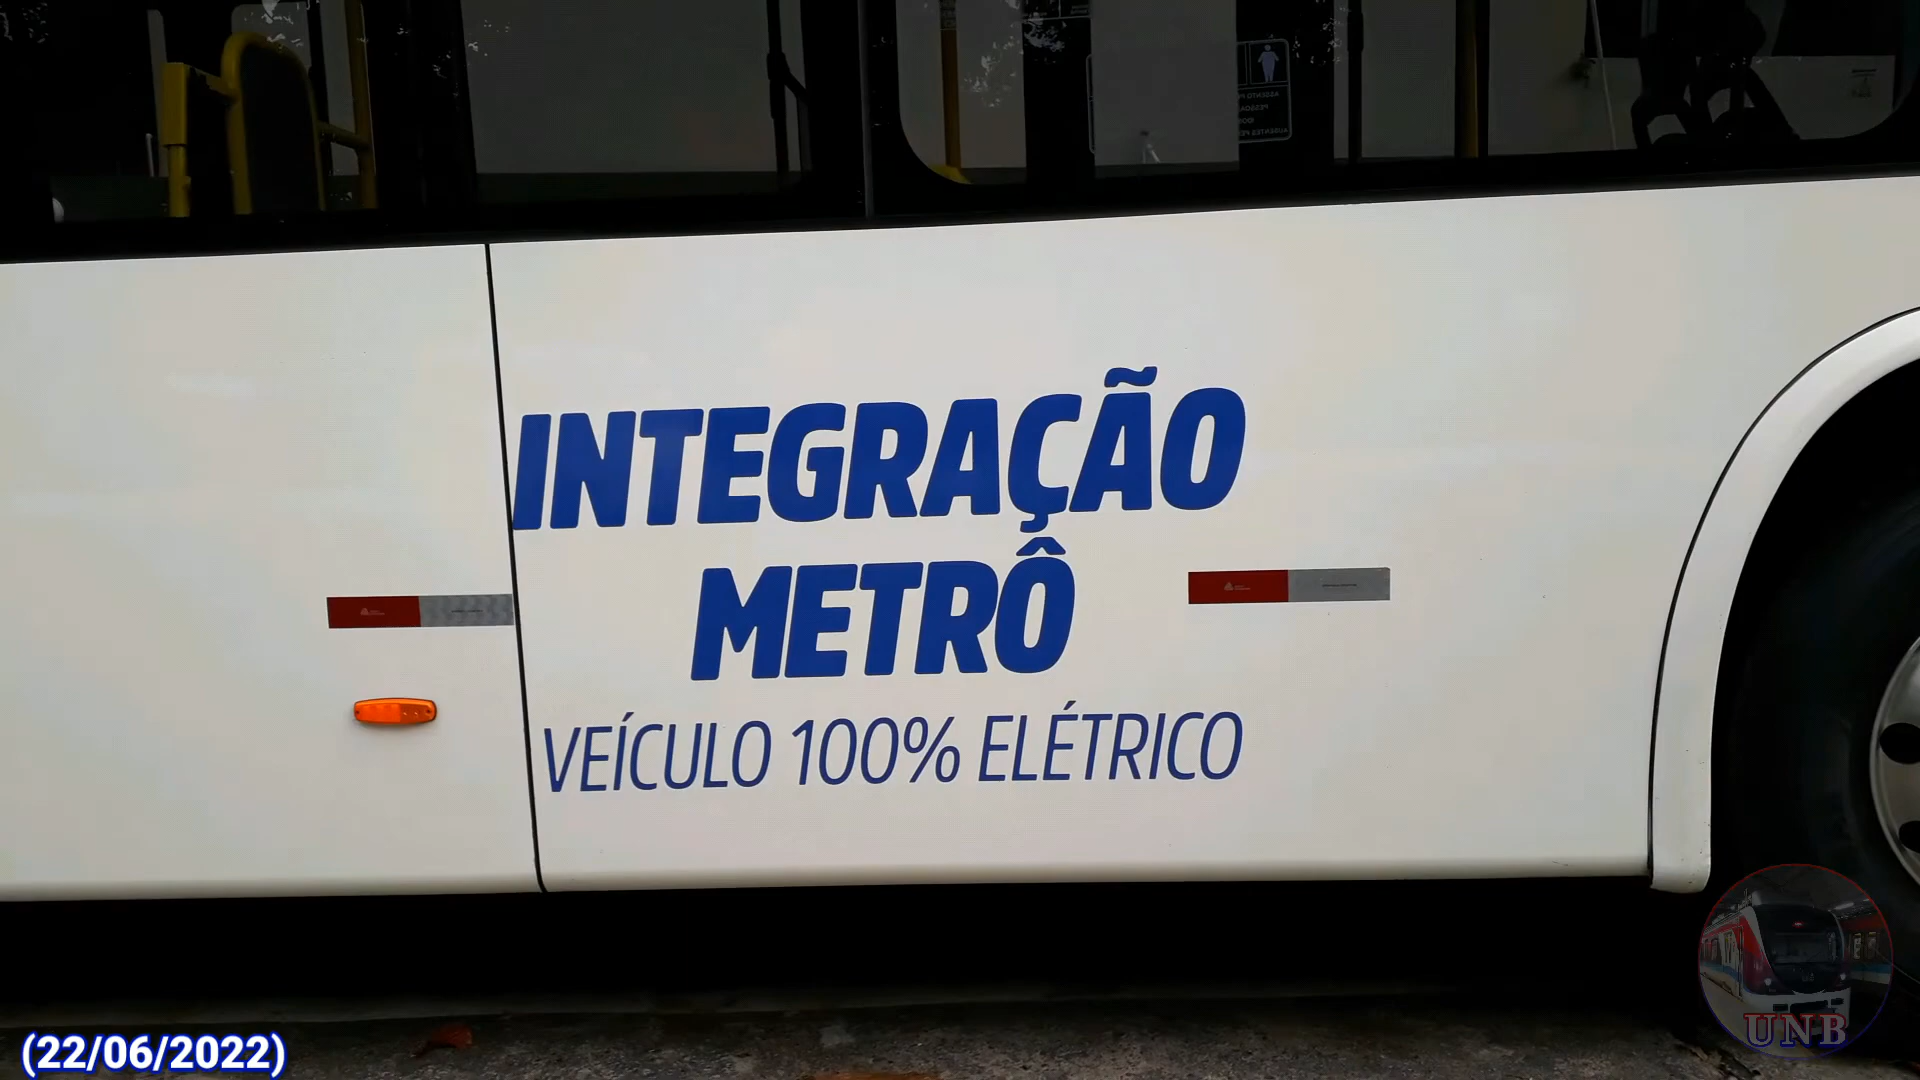 INTEGRAÇÃO
METRÔ
VEÍCULO 100% ELÉTRICO
(22/06/2022)
UNB